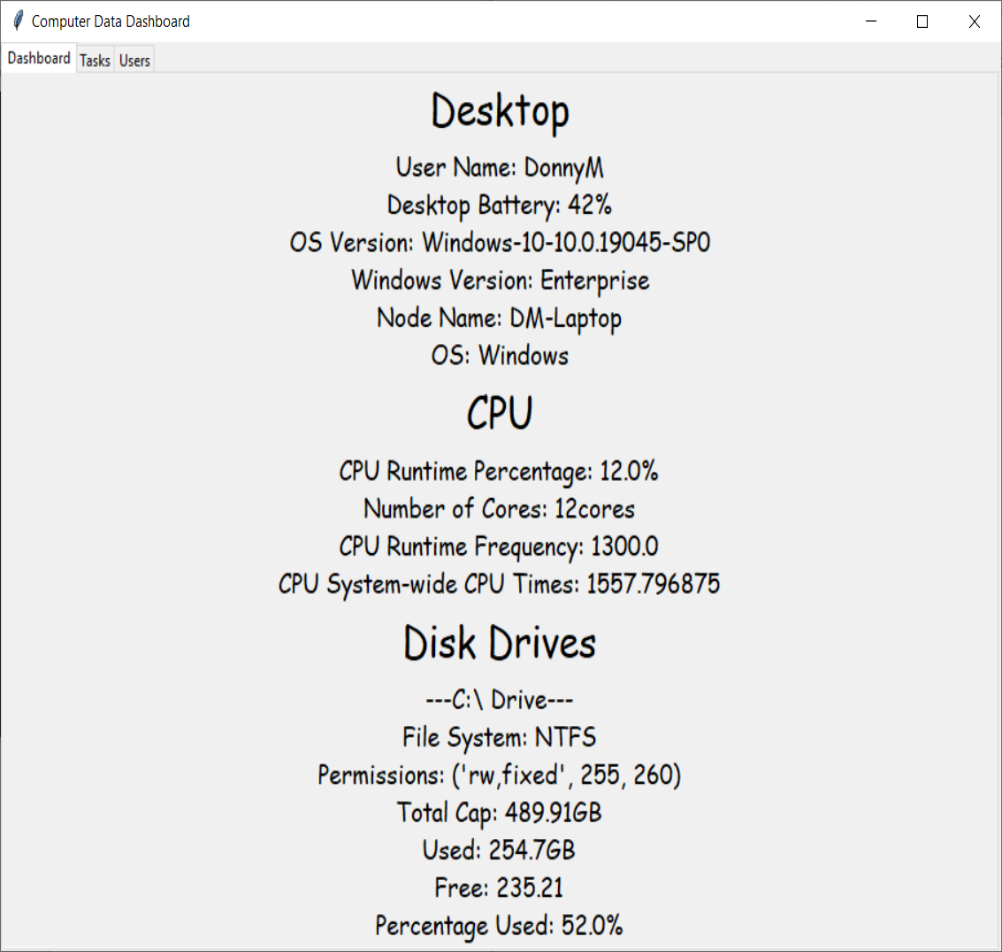 Computer Data Dashboard
Dashboard Tasks Users
Desktop
User Name: DonnyM
Desktop Battery: 42%
OS Version: Windows-10-10.0.19045-SP0
Windows Version: Enterprise
Node Name: DM-Laptop
OS: Windows
CPU
CPU Runtime Percentage: 12.0%
Number of Cores: 12cores
CPU Runtime Frequency: 1300.0
CPU System-wide CPU Times: 1557.796875
Disk Drives
---C:\ Drive---
File System: NTFS
Permissions: ('rw,fixed', 255, 260)
Total Cap: 489.91GB
Used: 254.7GB
Free: 235.21
Percentage Used: 52.0%